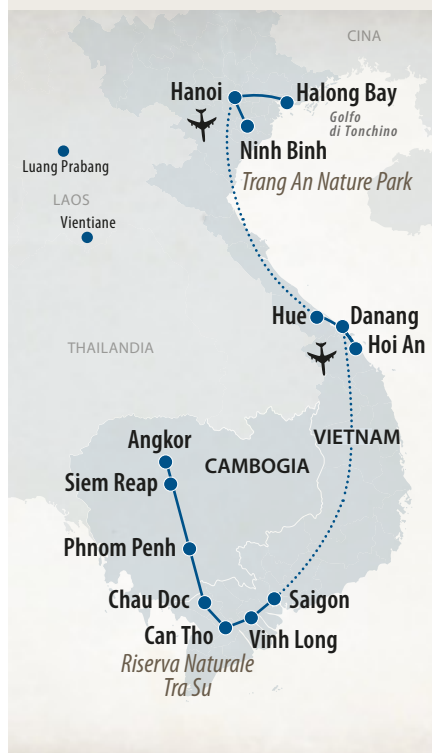 CINA
Hanoi
Halong Bay
Golfo
di Tonchino
Ninh Binh
Trang An Nature Park
Luang Prabang
LAOS
Vientiane
Hue
Danang
Hoi An
THAILANDIA
VIETNAM
Angkor
CAMBOGIA
Siem Reap
Phnom Penh
Chau Doc
Saigon
Can Tho
Vinh Long
Riserva Naturale
Tra Su